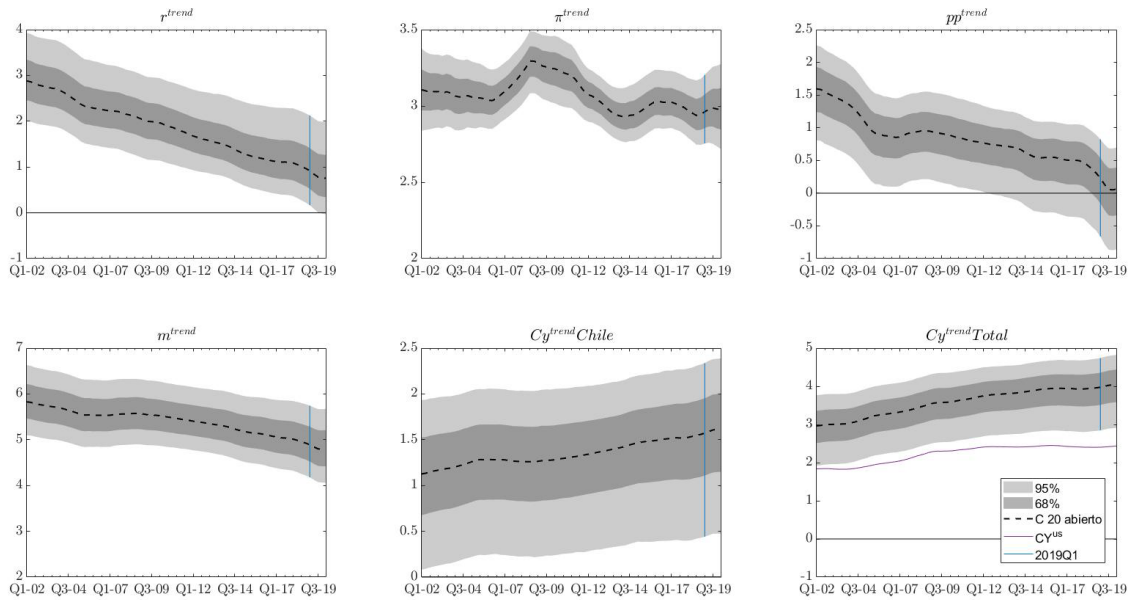 r^{trend}
4
3
2
1
0
-1
Q1-02 Q3-04 Q1-07 Q3-09 Q1-12 Q3-14 Q1-17 Q3-19
π^{trend}
3.5
3
2.5
2
Q1-02 Q3-04 Q1-07 Q3-09 Q1-12 Q3-14 Q1-17 Q3-19
pp^{trend}
2.5
2
1.5
1
0.5
0
-0.5
-1
Q1-02 Q3-04 Q1-07 Q3-09 Q1-12 Q3-14 Q1-17 Q3-19
m^{trend}
7
6
5
4
3
2
Q1-02 Q3-04 Q1-07 Q3-09 Q1-12 Q3-14 Q1-17 Q3-19
Cy^{trend}Chile
2.5
2
1.5
1
0.5
0
Q1-02 Q3-04 Q1-07 Q3-09 Q1-12 Q3-14 Q1-17 Q3-19
Cy^{trend}Total
5
4
3
2
1
0
-1
Q1-02 Q3-04 Q1-07 Q3-09 Q1-12 Q3-14 Q1-17 Q3-19
95%
68%
C 20 abierto
CY^{us}
2019Q1